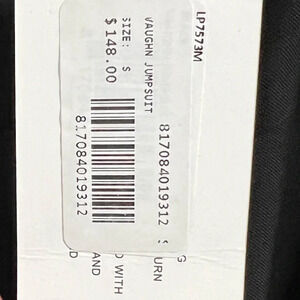 LP7573M
817084019312 S
VAUGHN JUMPSUIT
SIZE: S
$148.00
817084019312
G
URN
WITH
AND
D